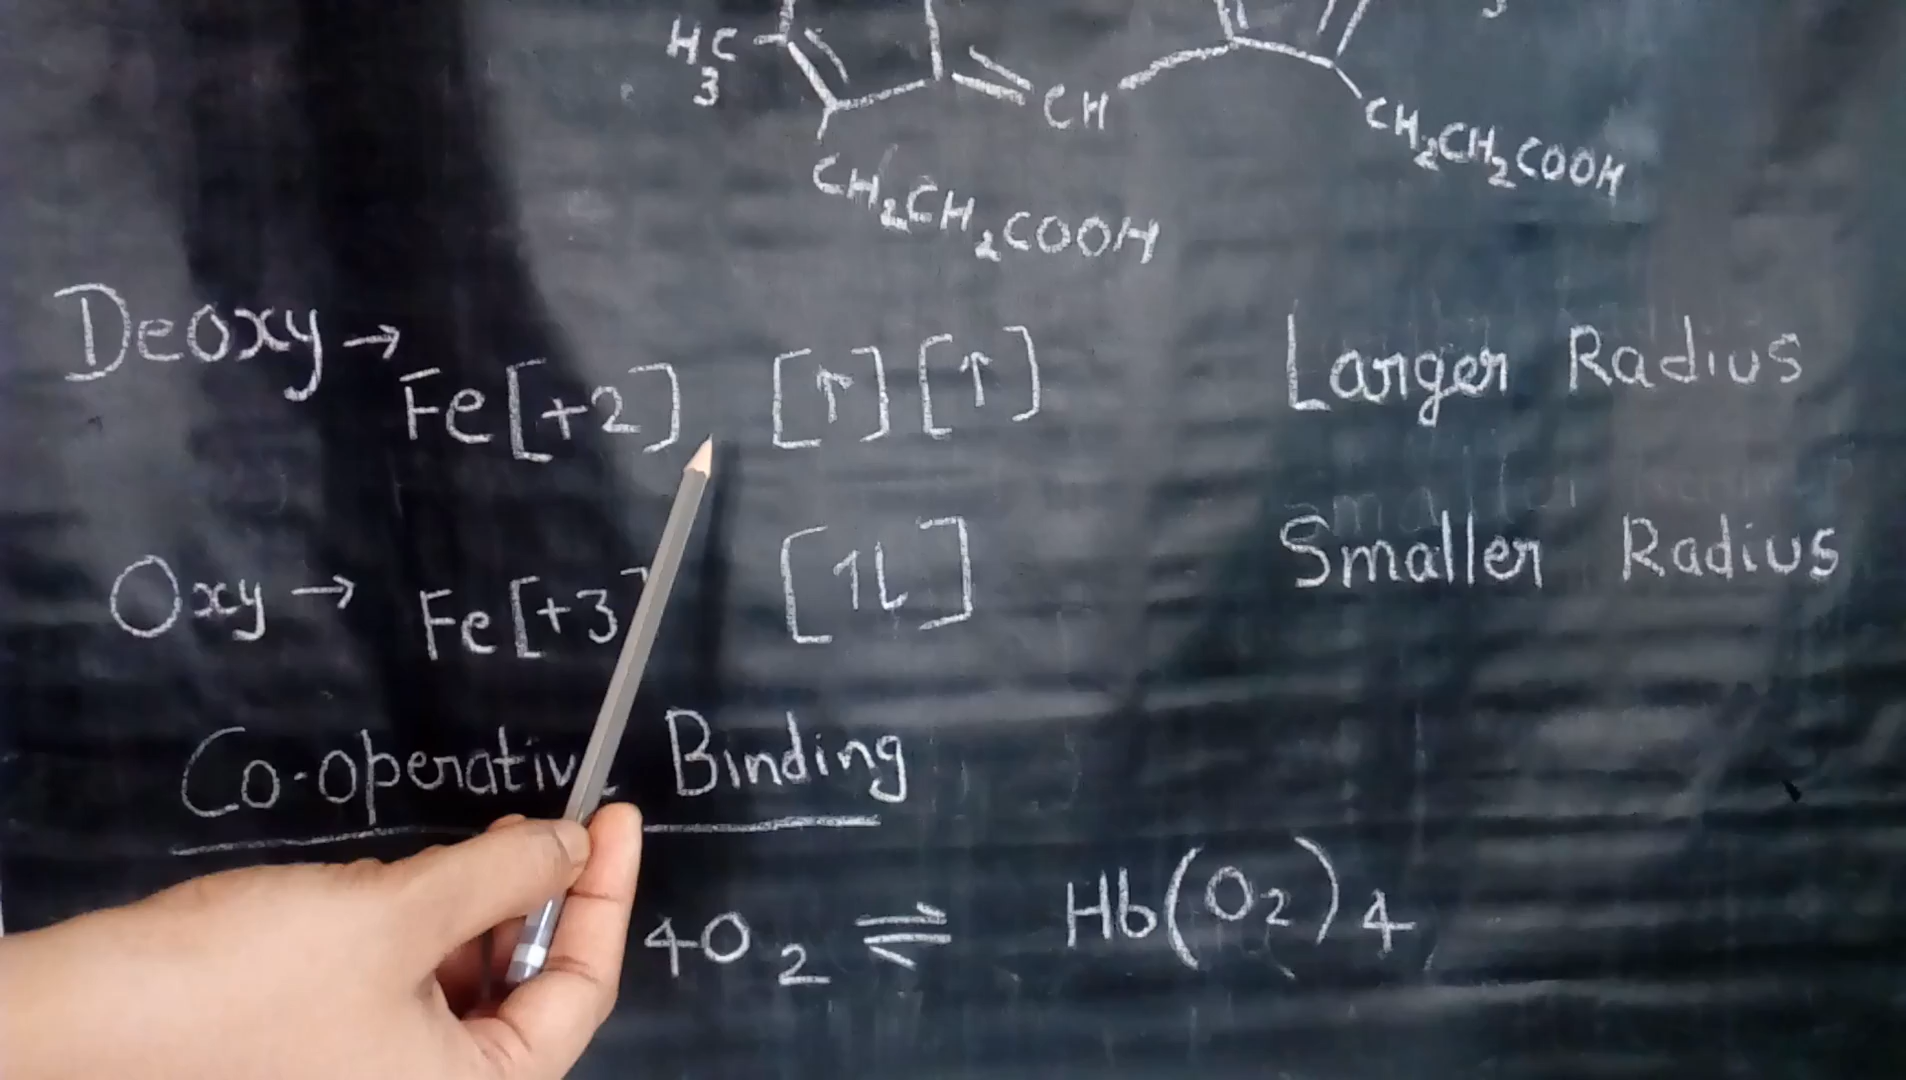 H3C
CH
CH2CH2COOH
CH2CH2COOH
Deoxy → Fe[+2] [↑] [↑] Larger Radius
Oxy → Fe[+3] [↑⇂] Smaller Radius
Co-operative Binding
4O2 ⇌ Hb(O2)4